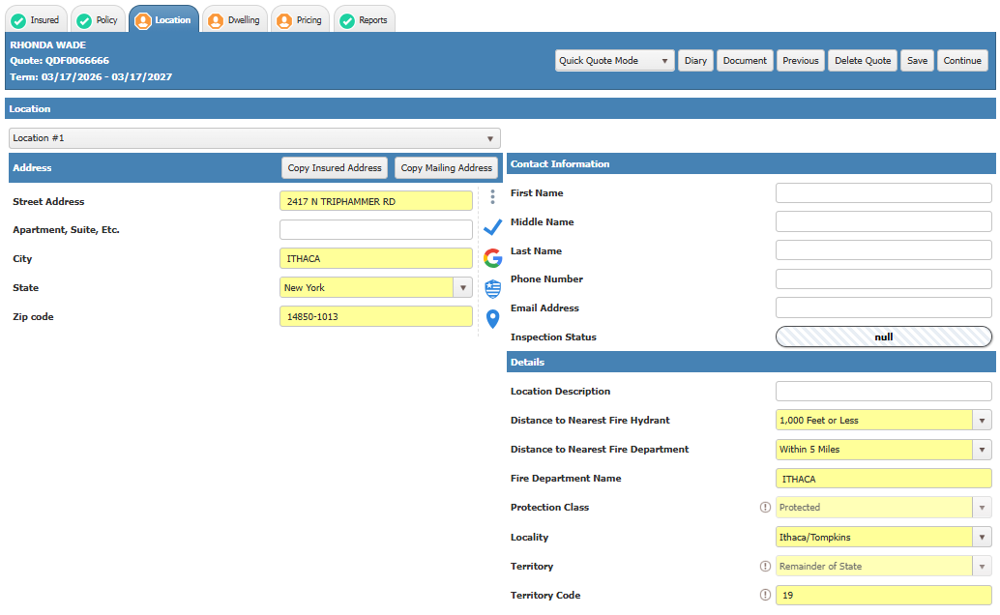 Insured
Policy
Location
Dwelling
Pricing
Reports
RHONDA WADE
Quote: QDF0066666
Term: 03/17/2026 - 03/17/2027
Quick Quote Mode
Diary
Document
Previous
Delete Quote
Save
Continue
Location
Location #1
Address
Copy Insured Address
Copy Mailing Address
Street Address
2417 N TRIPHAMMER RD
Apartment, Suite, Etc.
City
ITHACA
State
New York
Zip code
14850-1013
Contact Information
First Name
Middle Name
Last Name
Phone Number
Email Address
Inspection Status
null
Details
Location Description
Distance to Nearest Fire Hydrant
1,000 Feet or Less
Distance to Nearest Fire Department
Within 5 Miles
Fire Department Name
ITHACA
Protection Class
Protected
Locality
Ithaca/Tompkins
Territory
Remainder of State
Territory Code
19